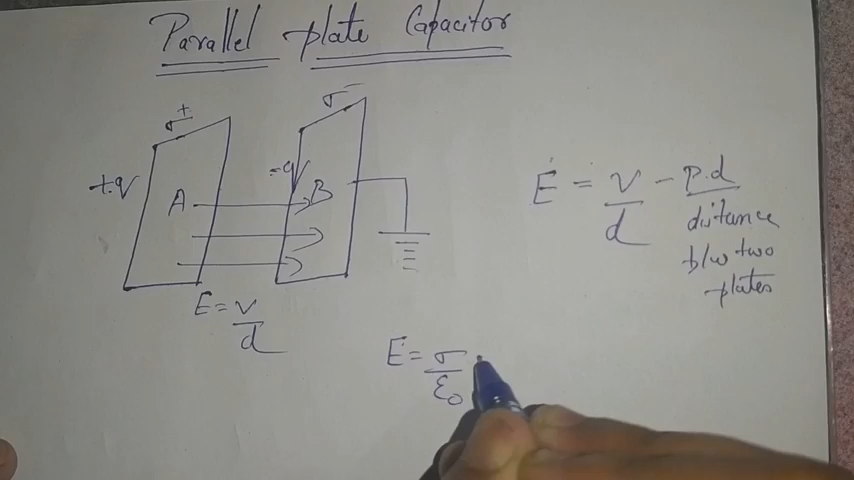 Parallel plate Capacitor
σ+
σ-
+q
-q
A
B
E = V/d
E = V/d - p.d
distance
b/w two
plates
E = σ/ε0